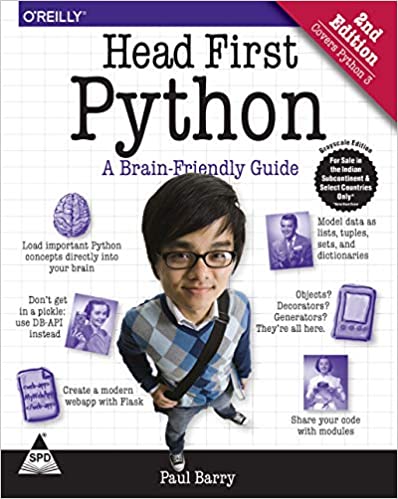 O'REILLY®
2nd
Edition
Covers Python 3
Head First
Python
A Brain-Friendly Guide
Grayscale Edition
For Sale in
the Indian
Subcontinent &
Select Countries
Only*
Load important Python
concepts directly into
your brain
Model data as
lists, tuples,
sets, and
dictionaries
Don't get
in a pickle:
use DB-API
instead
Objects?
Decorators?
Generators?
They're all here.
Create a modern
webapp with Flask
Share your code
with modules
SPD
Paul Barry